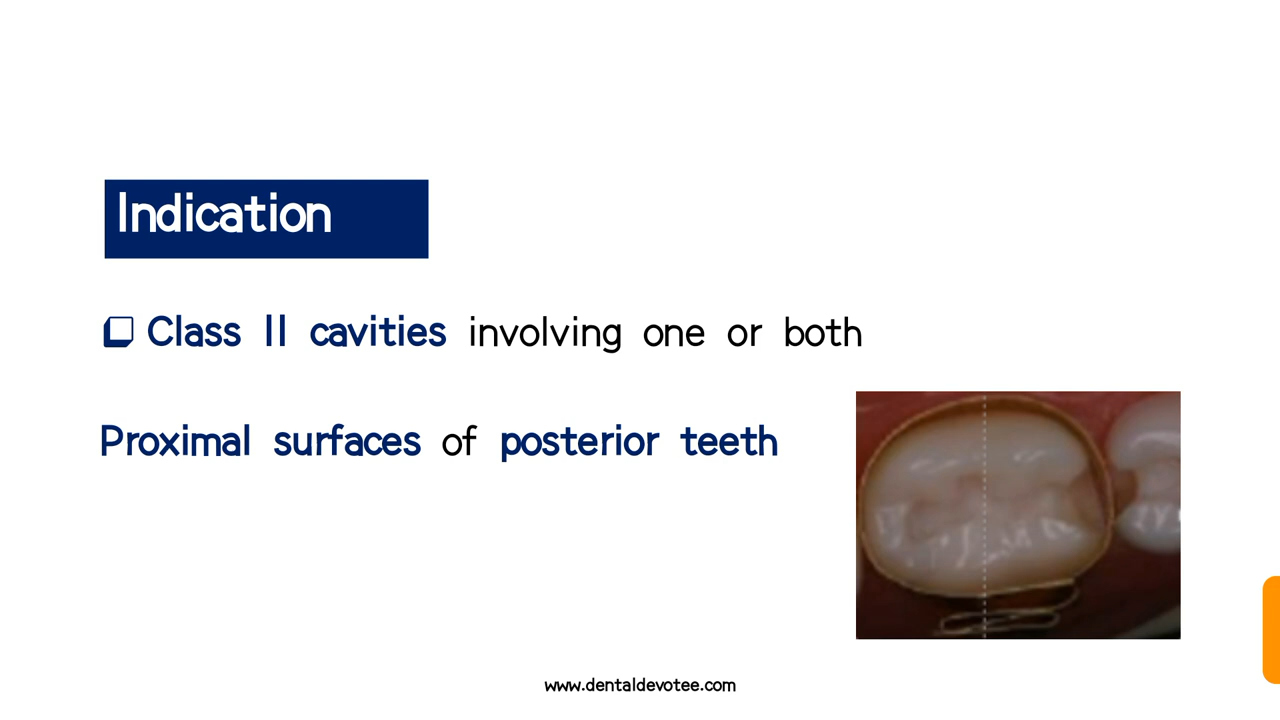 Indication
❑ Class II cavities involving one or both
Proximal surfaces of posterior teeth
www.dentaldevotee.com